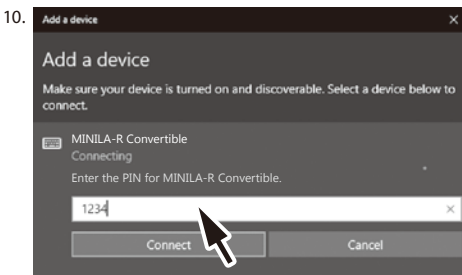 10.
Add a device
Add a device
Make sure your device is turned on and discoverable. Select a device below to
connect.
MINILA-R Convertible
Connecting
Enter the PIN for MINILA-R Convertible.
1234
Connect Cancel